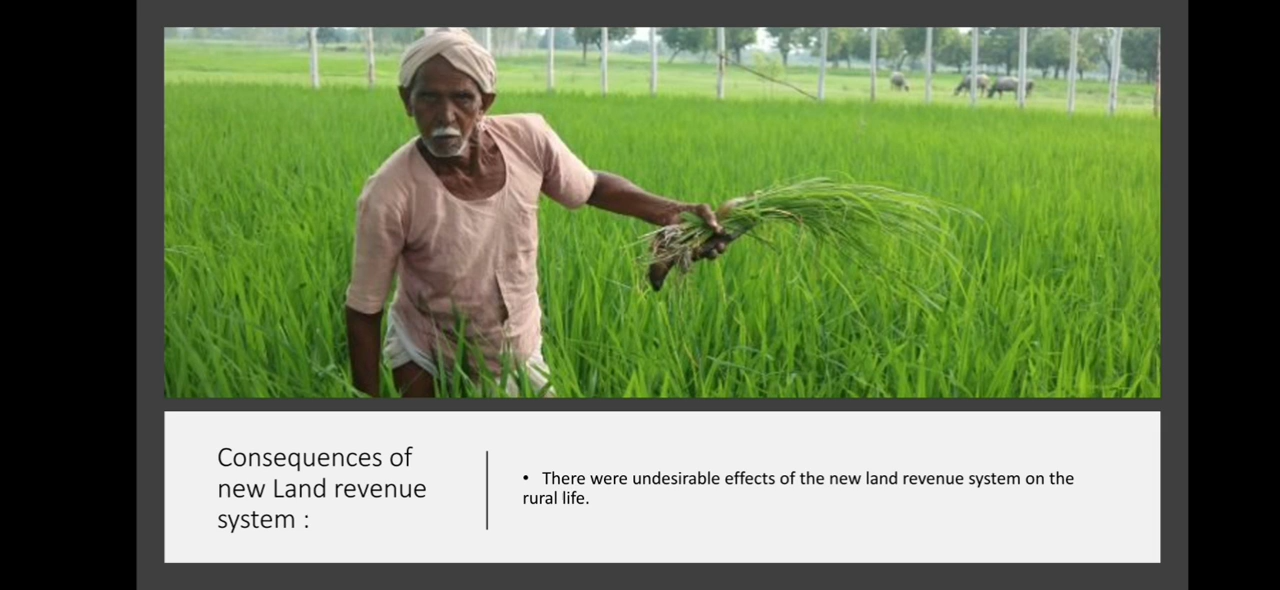 Consequences of
new Land revenue
system :
• There were undesirable effects of the new land revenue system on the
rural life.